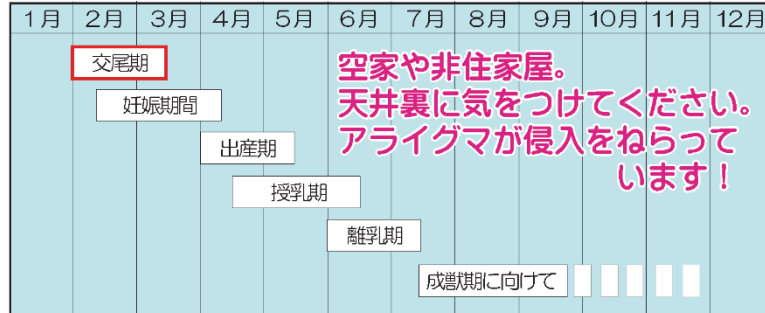 1月 2月 3月 4月 5月 6月 7月 8月 9月 10月 11月 12月
交尾期
空家や非住家屋。
天井裏に気をつけてください。
アライグマが侵入をねらって
います！
妊娠期間
出産期
授乳期
離乳期
成獣期に向けて